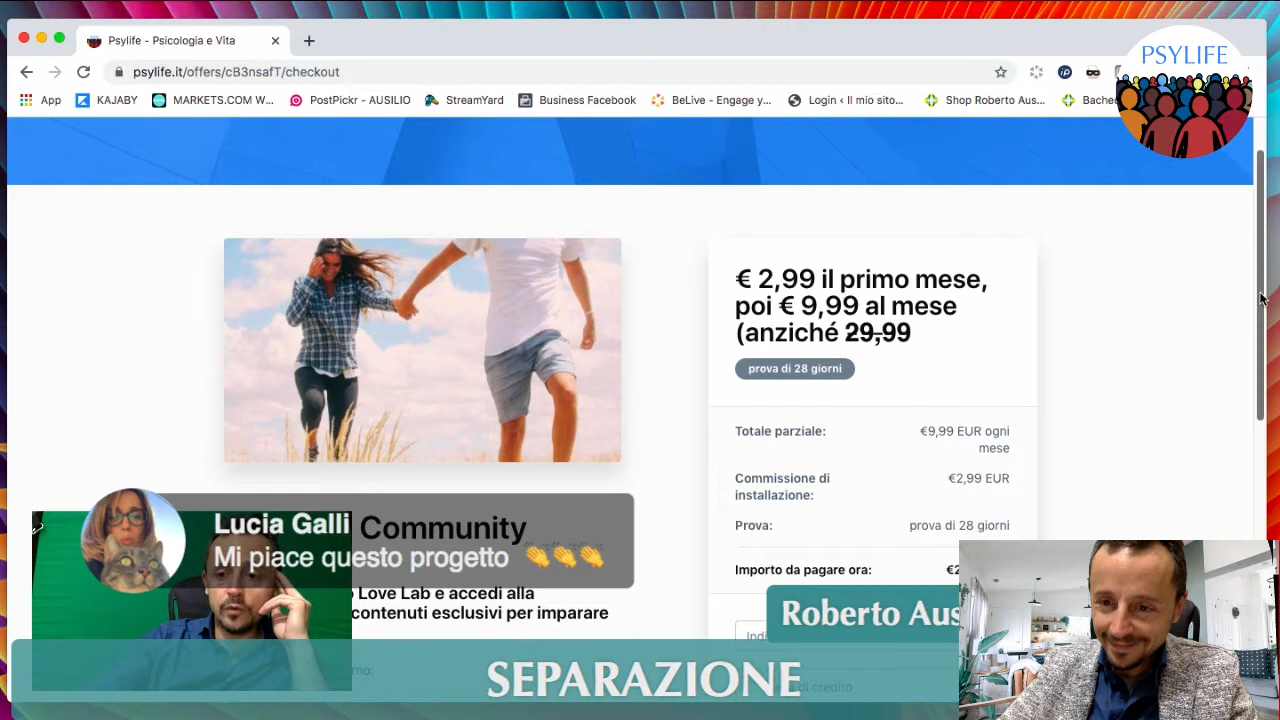 Psylife - Psicologia e Vita
psylife.it/offers/cB3nsafT/checkout
PSYLIFE
App
KAJABY
MARKETS.COM W...
PostPickr - AUSILIO
StreamYard
Business Facebook
BeLive - Engage y...
Login ‹ Il mio sito...
Shop Roberto Aus...
€ 2,99 il primo mese,
poi € 9,99 al mese
(anziché 29,99
prova di 28 giorni
Totale parziale:
€9,99 EUR ogni
mese
Commissione di
installazione:
€2,99 EUR
Prova:
prova di 28 giorni
Importo da pagare ora:
Lucia Galli
Community
Mi piace questo progetto 👏👏👏
Love Lab e accedi alla
contenuti esclusivi per imparare
Roberto Aus
SEPARAZIONE
di credito